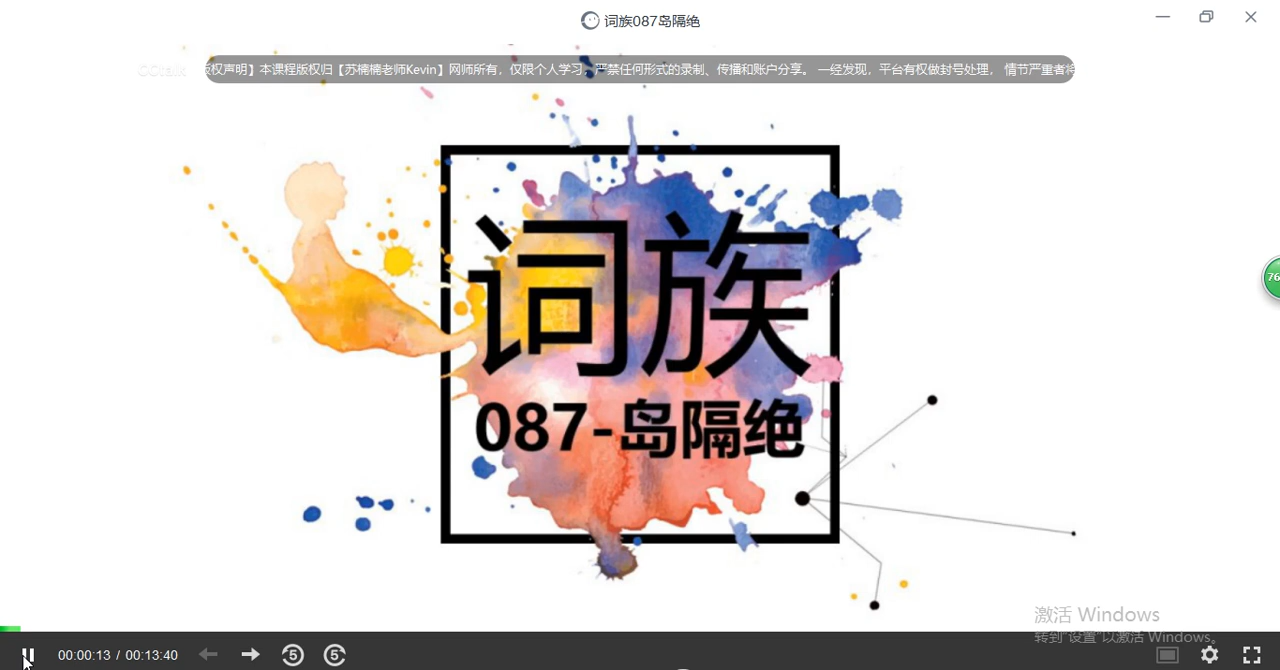 词族087岛隔绝
CCtalk
版权声明】本课程版权归【苏楠楠老师Kevin】网师所有，仅限个人学习，严禁任何形式的录制、传播和账户分享。 一经发现，平台有权做封号处理， 情节严重者将
76
词族
087-岛隔绝
激活 Windows
转到"设置"以激活 Windows。
00:00:13 / 00:13:40
5
5